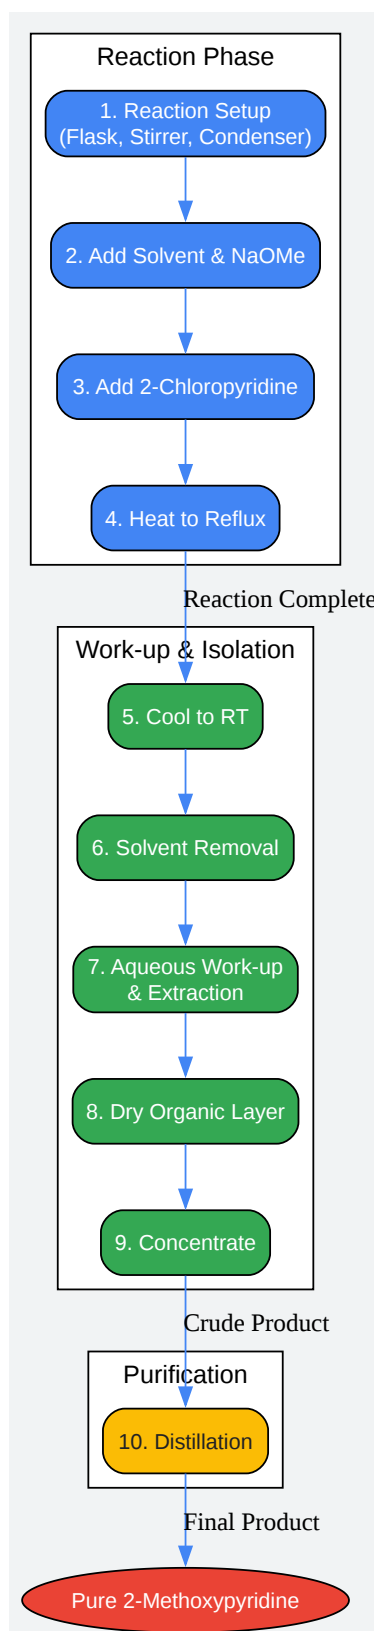 Reaction Phase
1. Reaction Setup
(Flask, Stirrer, Condenser)
2. Add Solvent & NaOMe
3. Add 2-Chloropyridine
4. Heat to Reflux
Reaction Complete
Work-up & Isolation
5. Cool to RT
6. Solvent Removal
7. Aqueous Work-up
& Extraction
8. Dry Organic Layer
9. Concentrate
Crude Product
Purification
10. Distillation
Final Product
Pure 2-Methoxypyridine